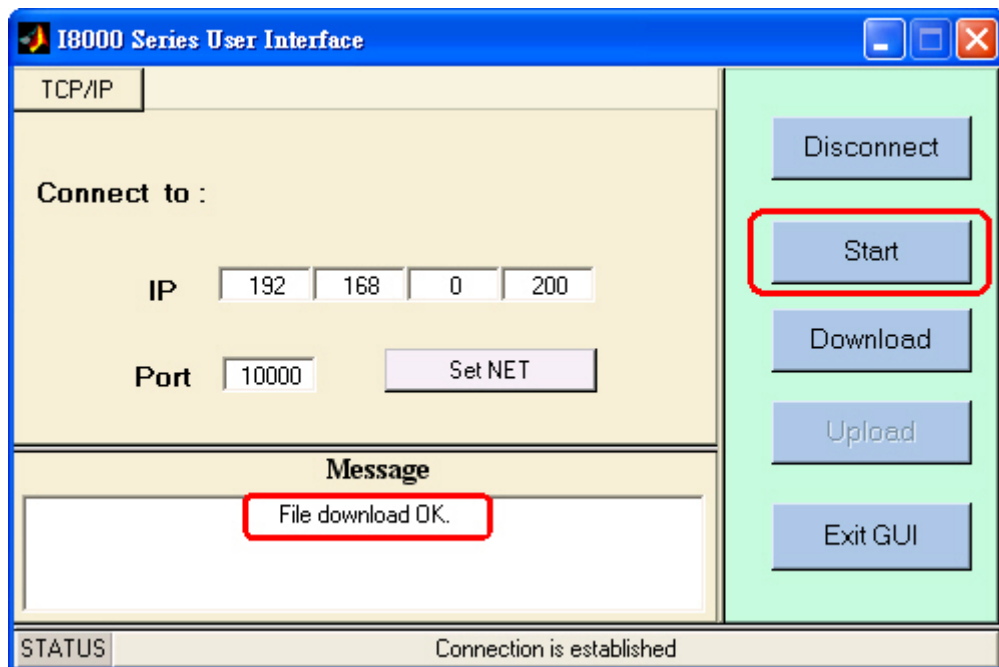 I8000 Series User Interface
TCP/IP
Connect to :
IP 192 168 0 200
Port 10000 Set NET
Message
File download OK.
Disconnect
Start
Download
Upload
Exit GUI
STATUS Connection is established